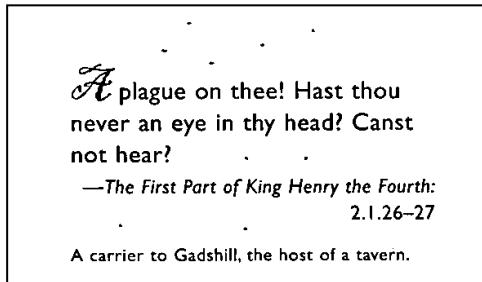 A plague on thee! Hast thou
never an eye in thy head? Canst
not hear?
—The First Part of King Henry the Fourth:
2.1.26–27
A carrier to Gadshill, the host of a tavern.